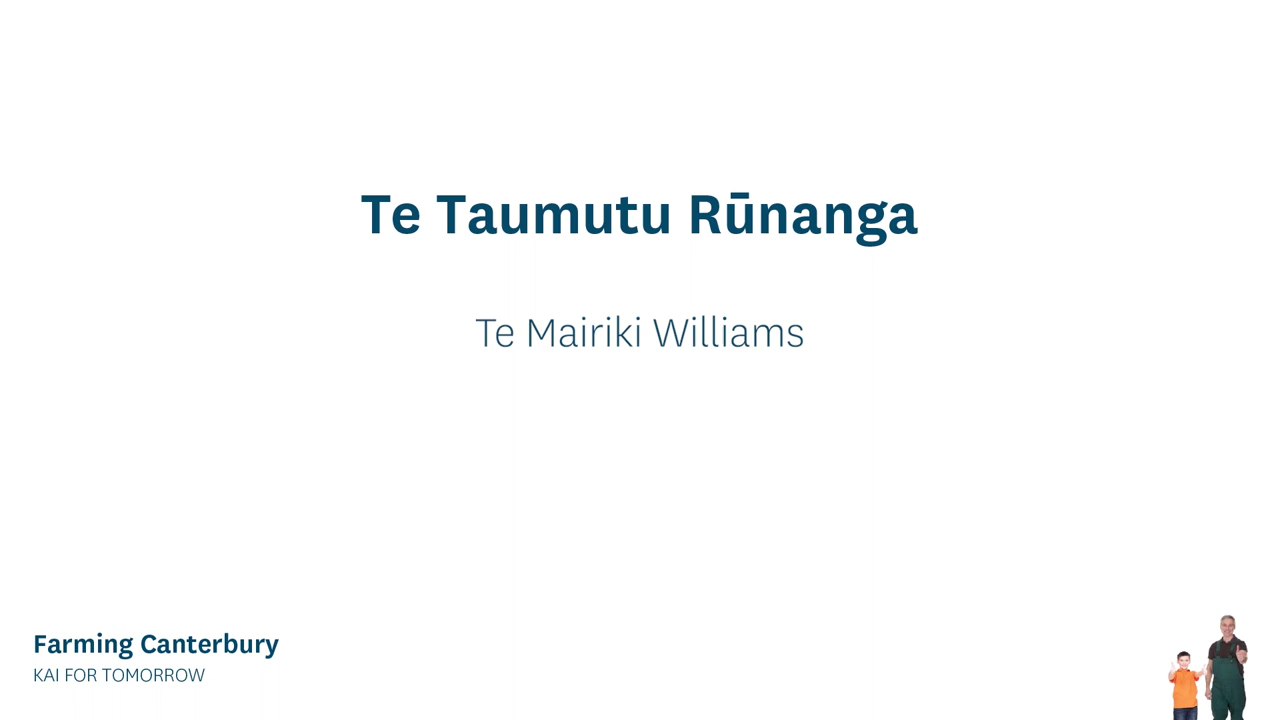 Te Taumutu Rūnanga
Te Mairiki Williams
Farming Canterbury
KAI FOR TOMORROW